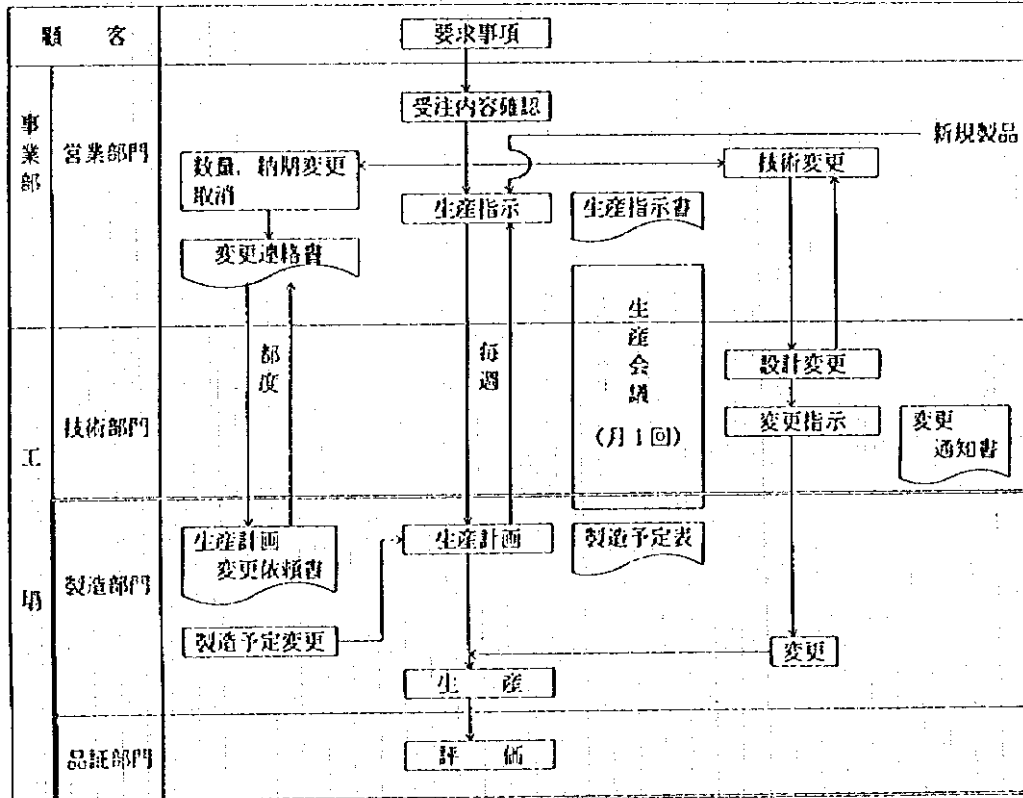 顧 客
要求事項
事業部
営業部門
受注内容確認
新規製品
数量，納期変更
取消
技術変更
生産指示
生産指示書
変更連絡書
生産会議
(月1回)
都度
毎週
工場
技術部門
設計変更
変更指示
変更
通知書
製造部門
生産計画
変更依頼書
生産計画
製造予定表
製造予定変更
変更
生 産
品証部門
評 価